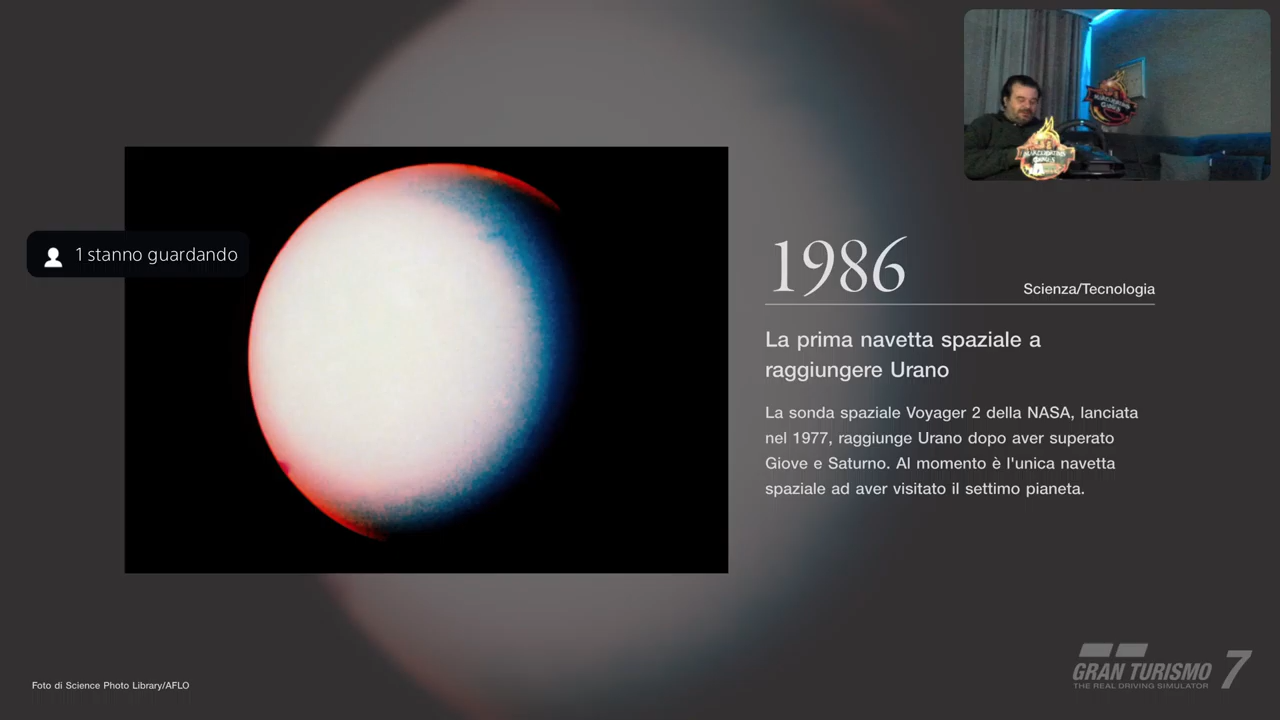 1 stanno guardando
1986
Scienza/Tecnologia
La prima navetta spaziale a
raggiungere Urano
La sonda spaziale Voyager 2 della NASA, lanciata
nel 1977, raggiunge Urano dopo aver superato
Giove e Saturno. Al momento è l'unica navetta
spaziale ad aver visitato il settimo pianeta.
Foto di Science Photo Library/AFLO
GRAN TURISMO 7
THE REAL DRIVING SIMULATOR